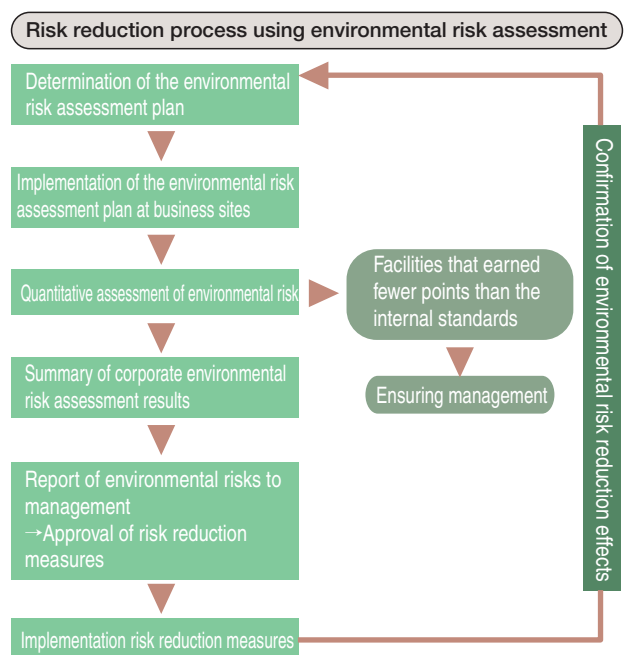 Risk reduction process using environmental risk assessment
Determination of the environmental
risk assessment plan
Implementation of the environmental risk
assessment plan at business sites
Quantitative assessment of environmental risk
Facilities that earned
fewer points than the
internal standards
Ensuring management
Summary of corporate environmental
risk assessment results
Report of environmental risks to
management
→Approval of risk reduction
measures
Implementation risk reduction measures
Confirmation of environmental risk reduction effects